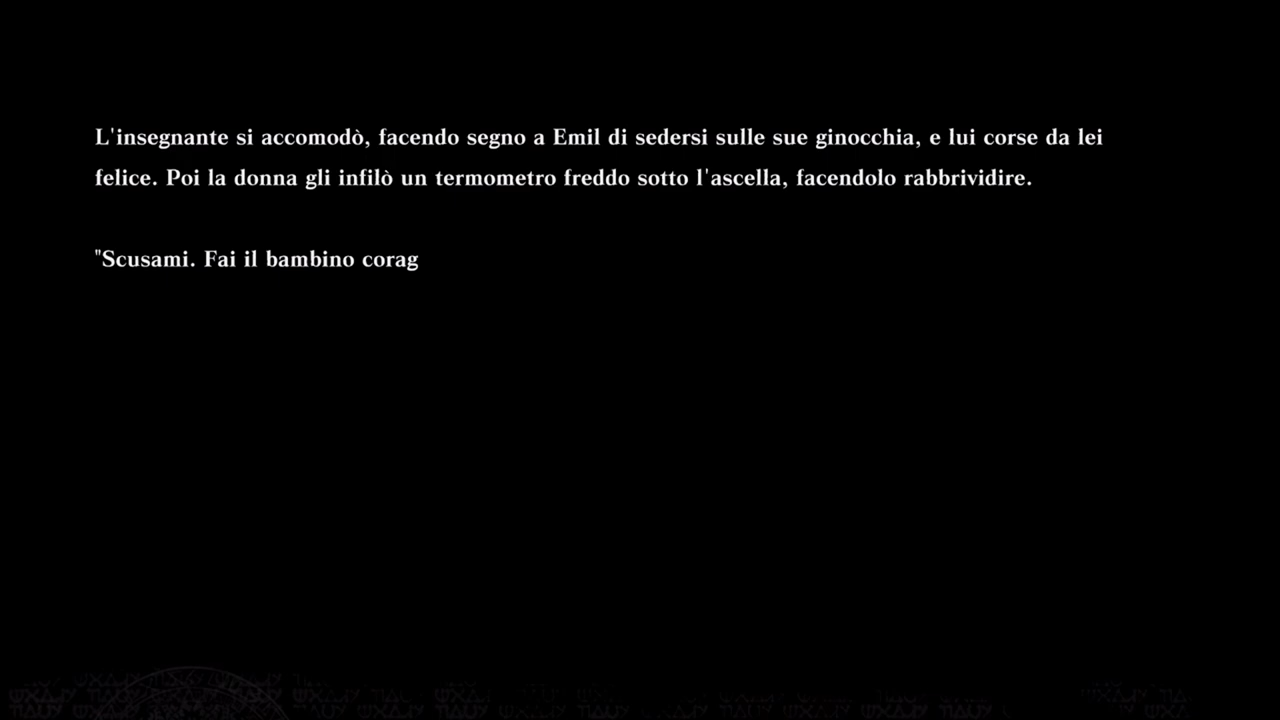 L'insegnante si accomodò, facendo segno a Emil di sedersi sulle sue ginocchia, e lui corse da lei
felice. Poi la donna gli infilò un termometro freddo sotto l'ascella, facendolo rabbrividire.
"Scusami. Fai il bambino corag